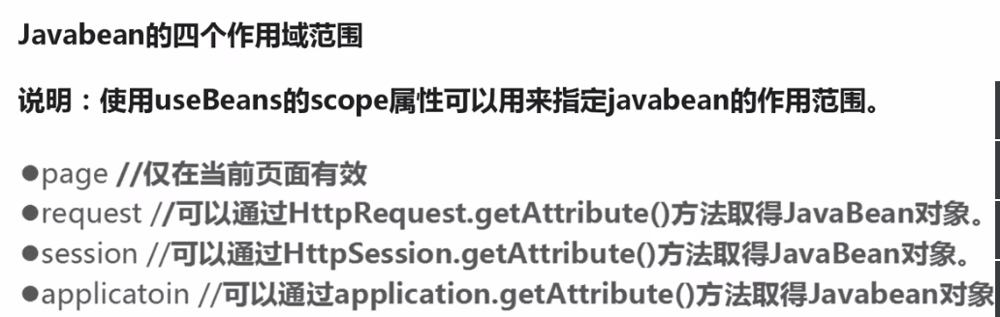 Javabean的四个作用域范围
说明：使用useBeans的scope属性可以用来指定javabean的作用范围。
●page //仅在当前页面有效
●request //可以通过HttpRequest.getAttribute()方法取得JavaBean对象。
●session //可以通过HttpSession.getAttribute()方法取得JavaBean对象。
●applicatoin //可以通过application.getAttribute()方法取得Javabean对象